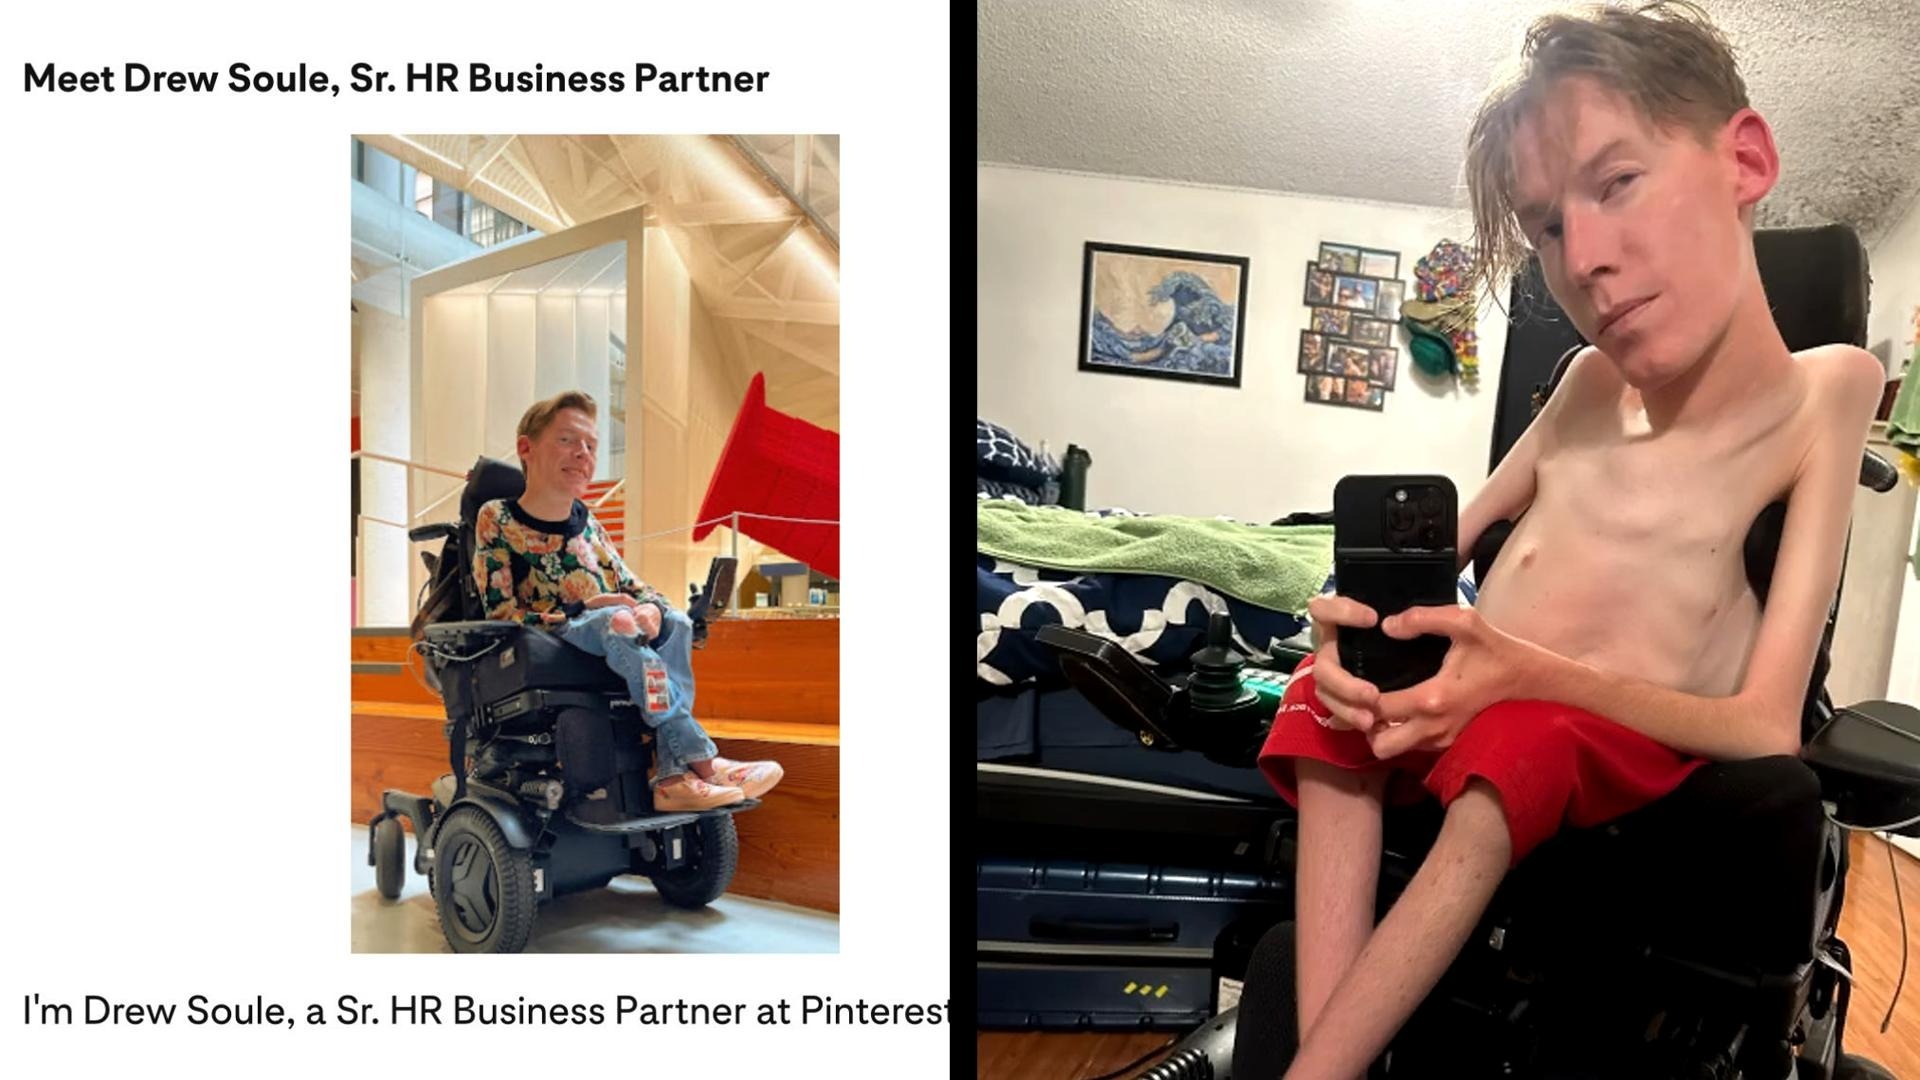 Meet Drew Soule, Sr. HR Business Partner
I'm Drew Soule, a Sr. HR Business Partner at Pinterest